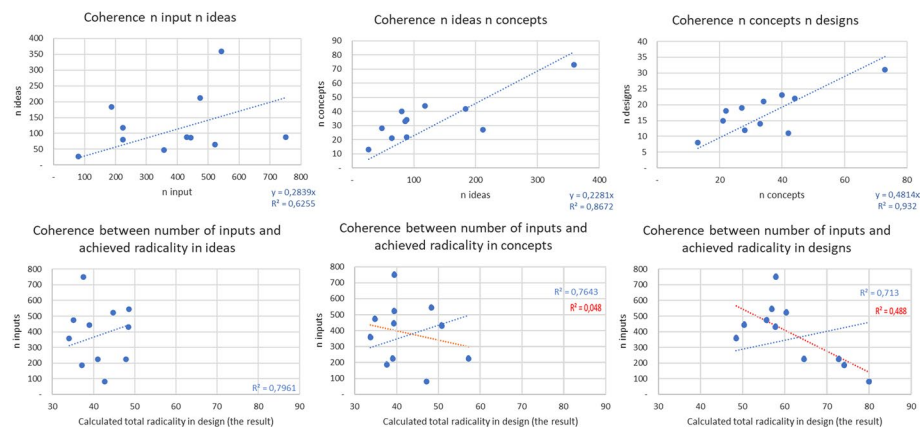 Coherence n input n ideas
400
350
300
250
200
150
100
50
-
n ideas
-
100
200
300
400
500
600
700
800
n input
y = 0,2839x
R² = 0,6255
Coherence n ideas n concepts
90
70
50
30
10
n concepts
-
100
200
300
400
n ideas
y = 0,2281x
R² = 0,8672
Coherence n concepts n designs
40
35
30
25
20
15
10
5
-
n designs
-
20
40
60
80
n concepts
y = 0,4814x
R² = 0,932
Coherence between number of inputs and
achieved radicality in ideas
800
700
600
500
400
300
200
100
-
n inputs
30
40
50
60
70
80
90
Calculated total radicality in design (the result)
R² = 0,7961
Coherence between number of inputs and
achieved radicality in concepts
800
700
600
500
400
300
200
100
-
n inputs
30
40
50
60
70
80
90
Calculated total radicality in design (the result)
R² = 0,7643
R² = 0,048
Coherence between number of inputs and
achieved radicality in designs
800
700
600
500
400
300
200
100
-
n inputs
30
40
50
60
70
80
90
Calculated total radicality in design (the result)
R² = 0,713
R² = 0,488